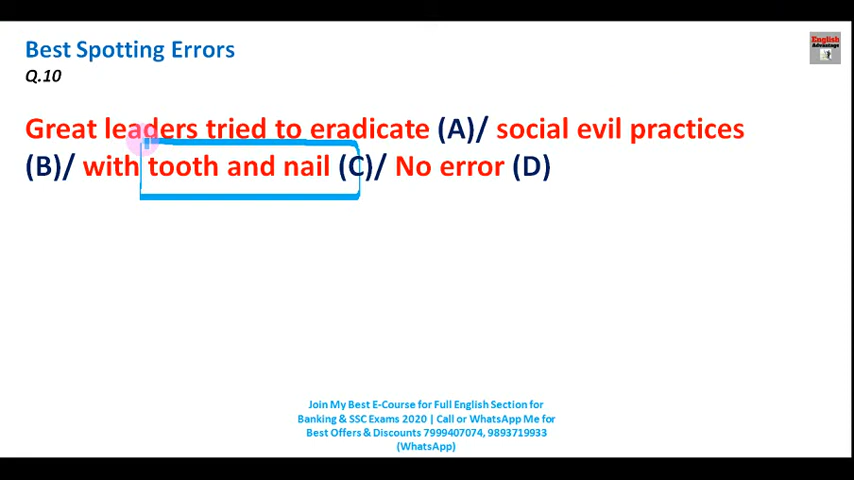 Best Spotting Errors
English
Advantage
Q.10
Great leaders tried to eradicate (A)/ social evil practices
(B)/ with tooth and nail (C)/ No error (D)
Join My Best E-Course for Full English Section for
Banking & SSC Exams 2020 | Call or WhatsApp Me for
Best Offers & Discounts 7999407074, 9893719933
(WhatsApp)